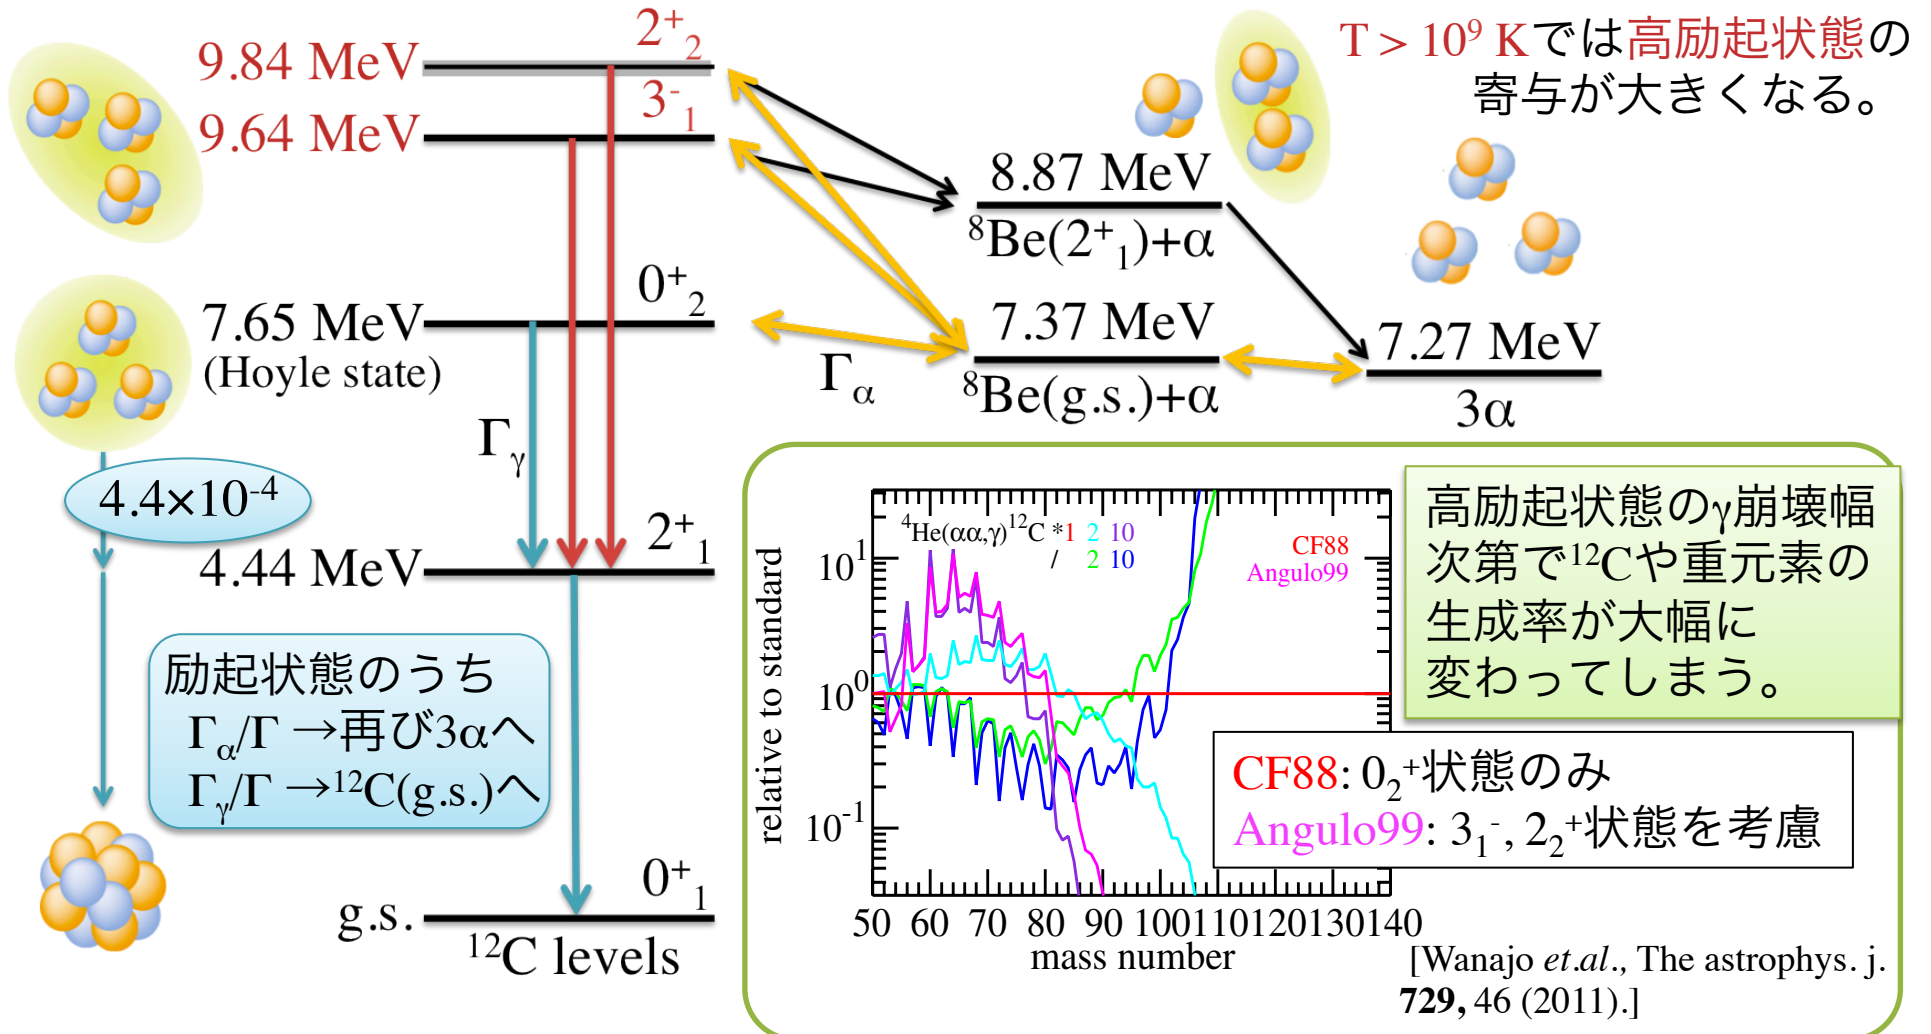 T > 10⁹ Kでは高励起状態の
寄与が大きくなる。
9.84 MeV
2⁺₂
9.64 MeV
3⁻₁
7.65 MeV
(Hoyle state)
0⁺₂
Γγ
Γα
8.87 MeV
⁸Be(2⁺₁)+α
7.37 MeV
⁸Be(g.s.)+α
7.27 MeV
3α
4.4×10⁻⁴
4.44 MeV
2⁺₁
励起状態のうち
Γα/Γ →再び3αへ
Γγ/Γ →¹²C(g.s.)へ
g.s.
0⁺₁
¹²C levels
⁴He(αα,γ)¹²C *1 2 10
/ 2 10
CF88
Angulo99
relative to standard
10¹
10⁰
10⁻¹
50 60 70 80 90 100110120130140
mass number
高励起状態のγ崩壊幅
次第で¹²Cや重元素の
生成率が大幅に
変わってしまう。
CF88: 0₂⁺状態のみ
Angulo99: 3₁⁻, 2₂⁺状態を考慮
[Wanajo et.al., The astrophys. j.
729, 46 (2011).]